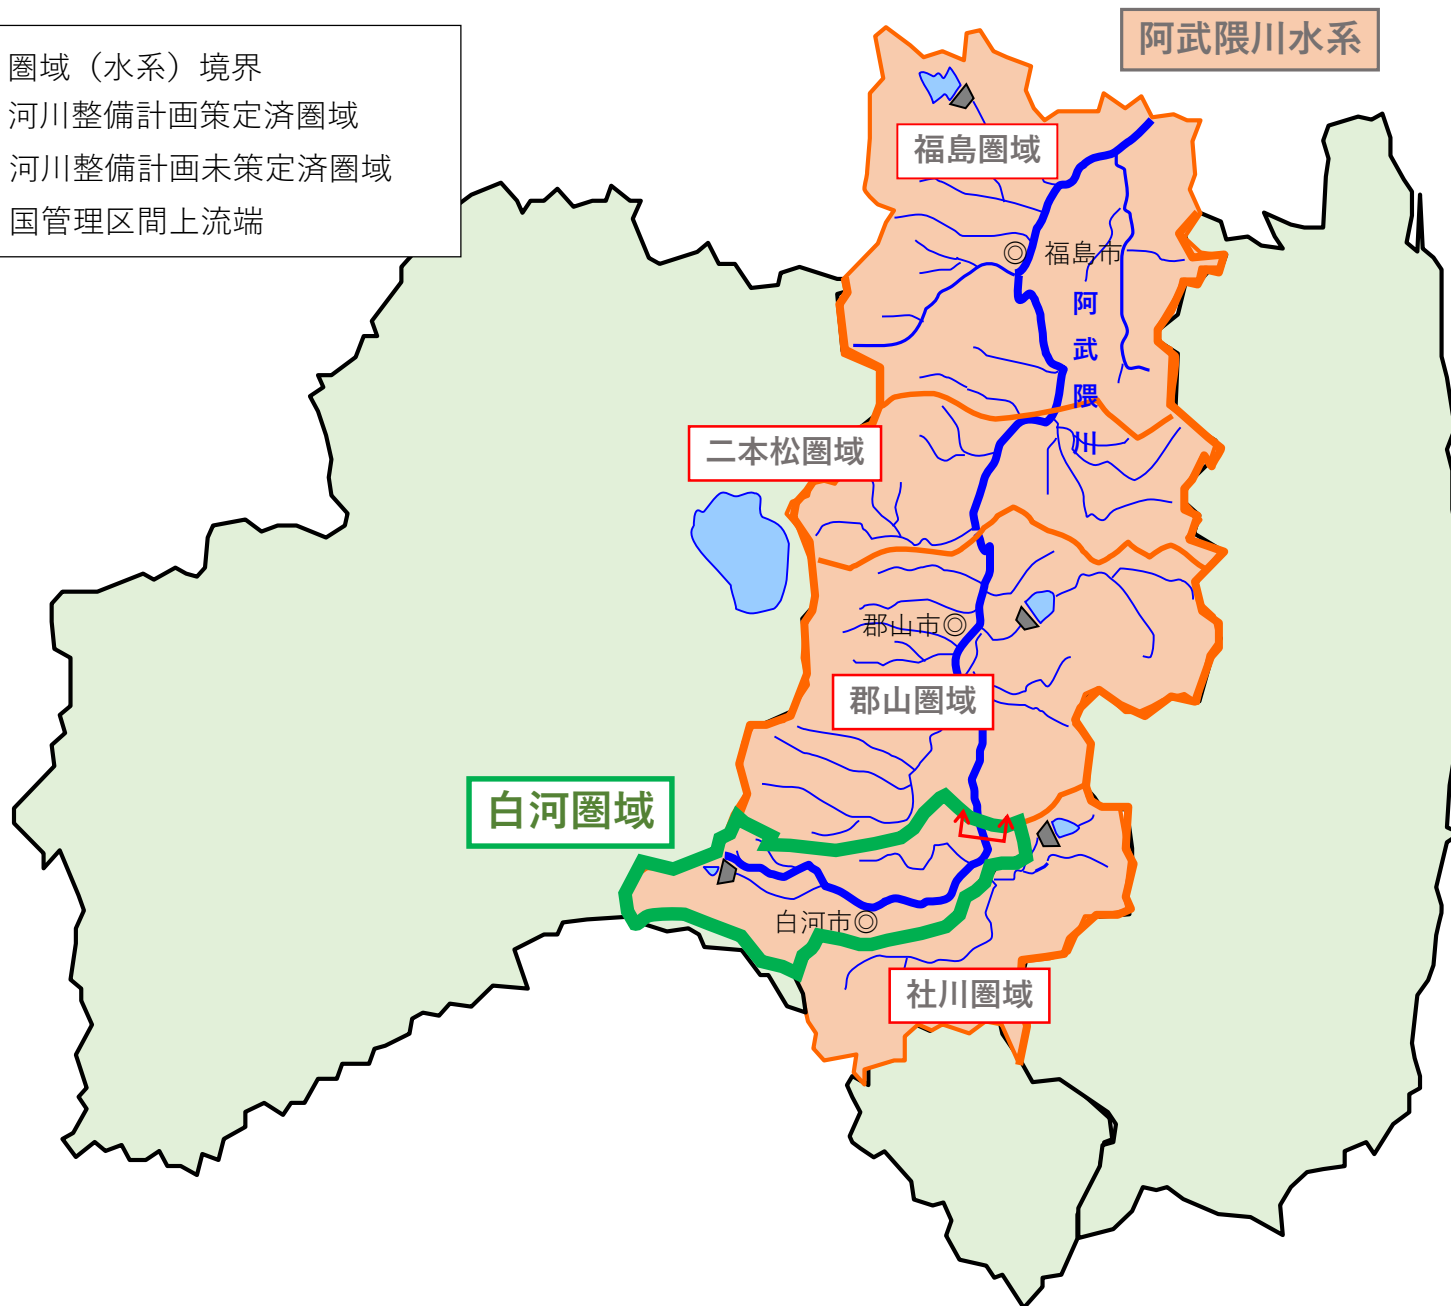 阿武隈川水系
圏域（水系）境界
河川整備計画策定済圏域
河川整備計画未策定済圏域
国管理区間上流端
福島圏域
◎ 福島市
阿武隈川
二本松圏域
郡山市◎
郡山圏域
白河圏域
白河市◎
社川圏域